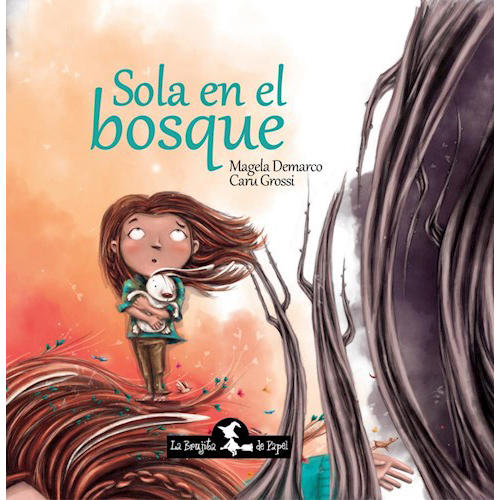 Sola en el
bosque
Magela Demarco
Caru Grossi
La Brujita de Papel